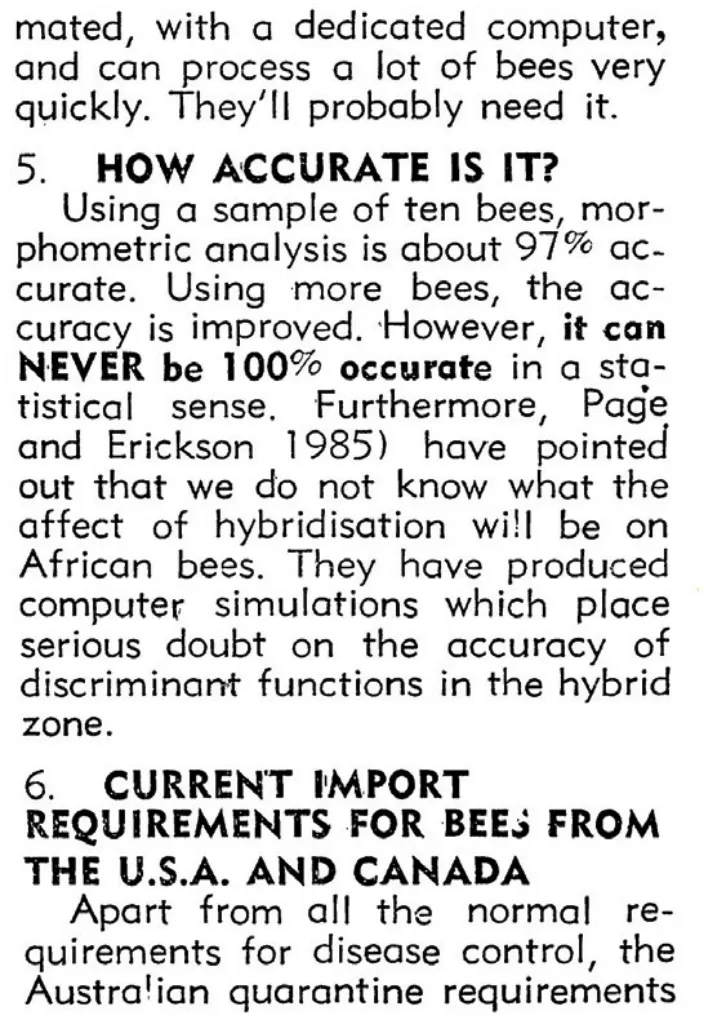 mated, with a dedicated computer,
and can process a lot of bees very
quickly. They'll probably need it.
5. HOW ACCURATE IS IT?
Using a sample of ten bees, mor-
phometric analysis is about 97% ac-
curate. Using more bees, the ac-
curacy is improved. However, it can
NEVER be 100% occurate in a sta-
tistical sense. Furthermore, Page
and Erickson 1985) have pointed
out that we do not know what the
affect of hybridisation will be on
African bees. They have produced
computer simulations which place
serious doubt on the accuracy of
discriminant functions in the hybrid
zone.
6. CURRENT IMPORT
REQUIREMENTS FOR BEES FROM
THE U.S.A. AND CANADA
Apart from all the normal re-
quirements for disease control, the
Australian quarantine requirements